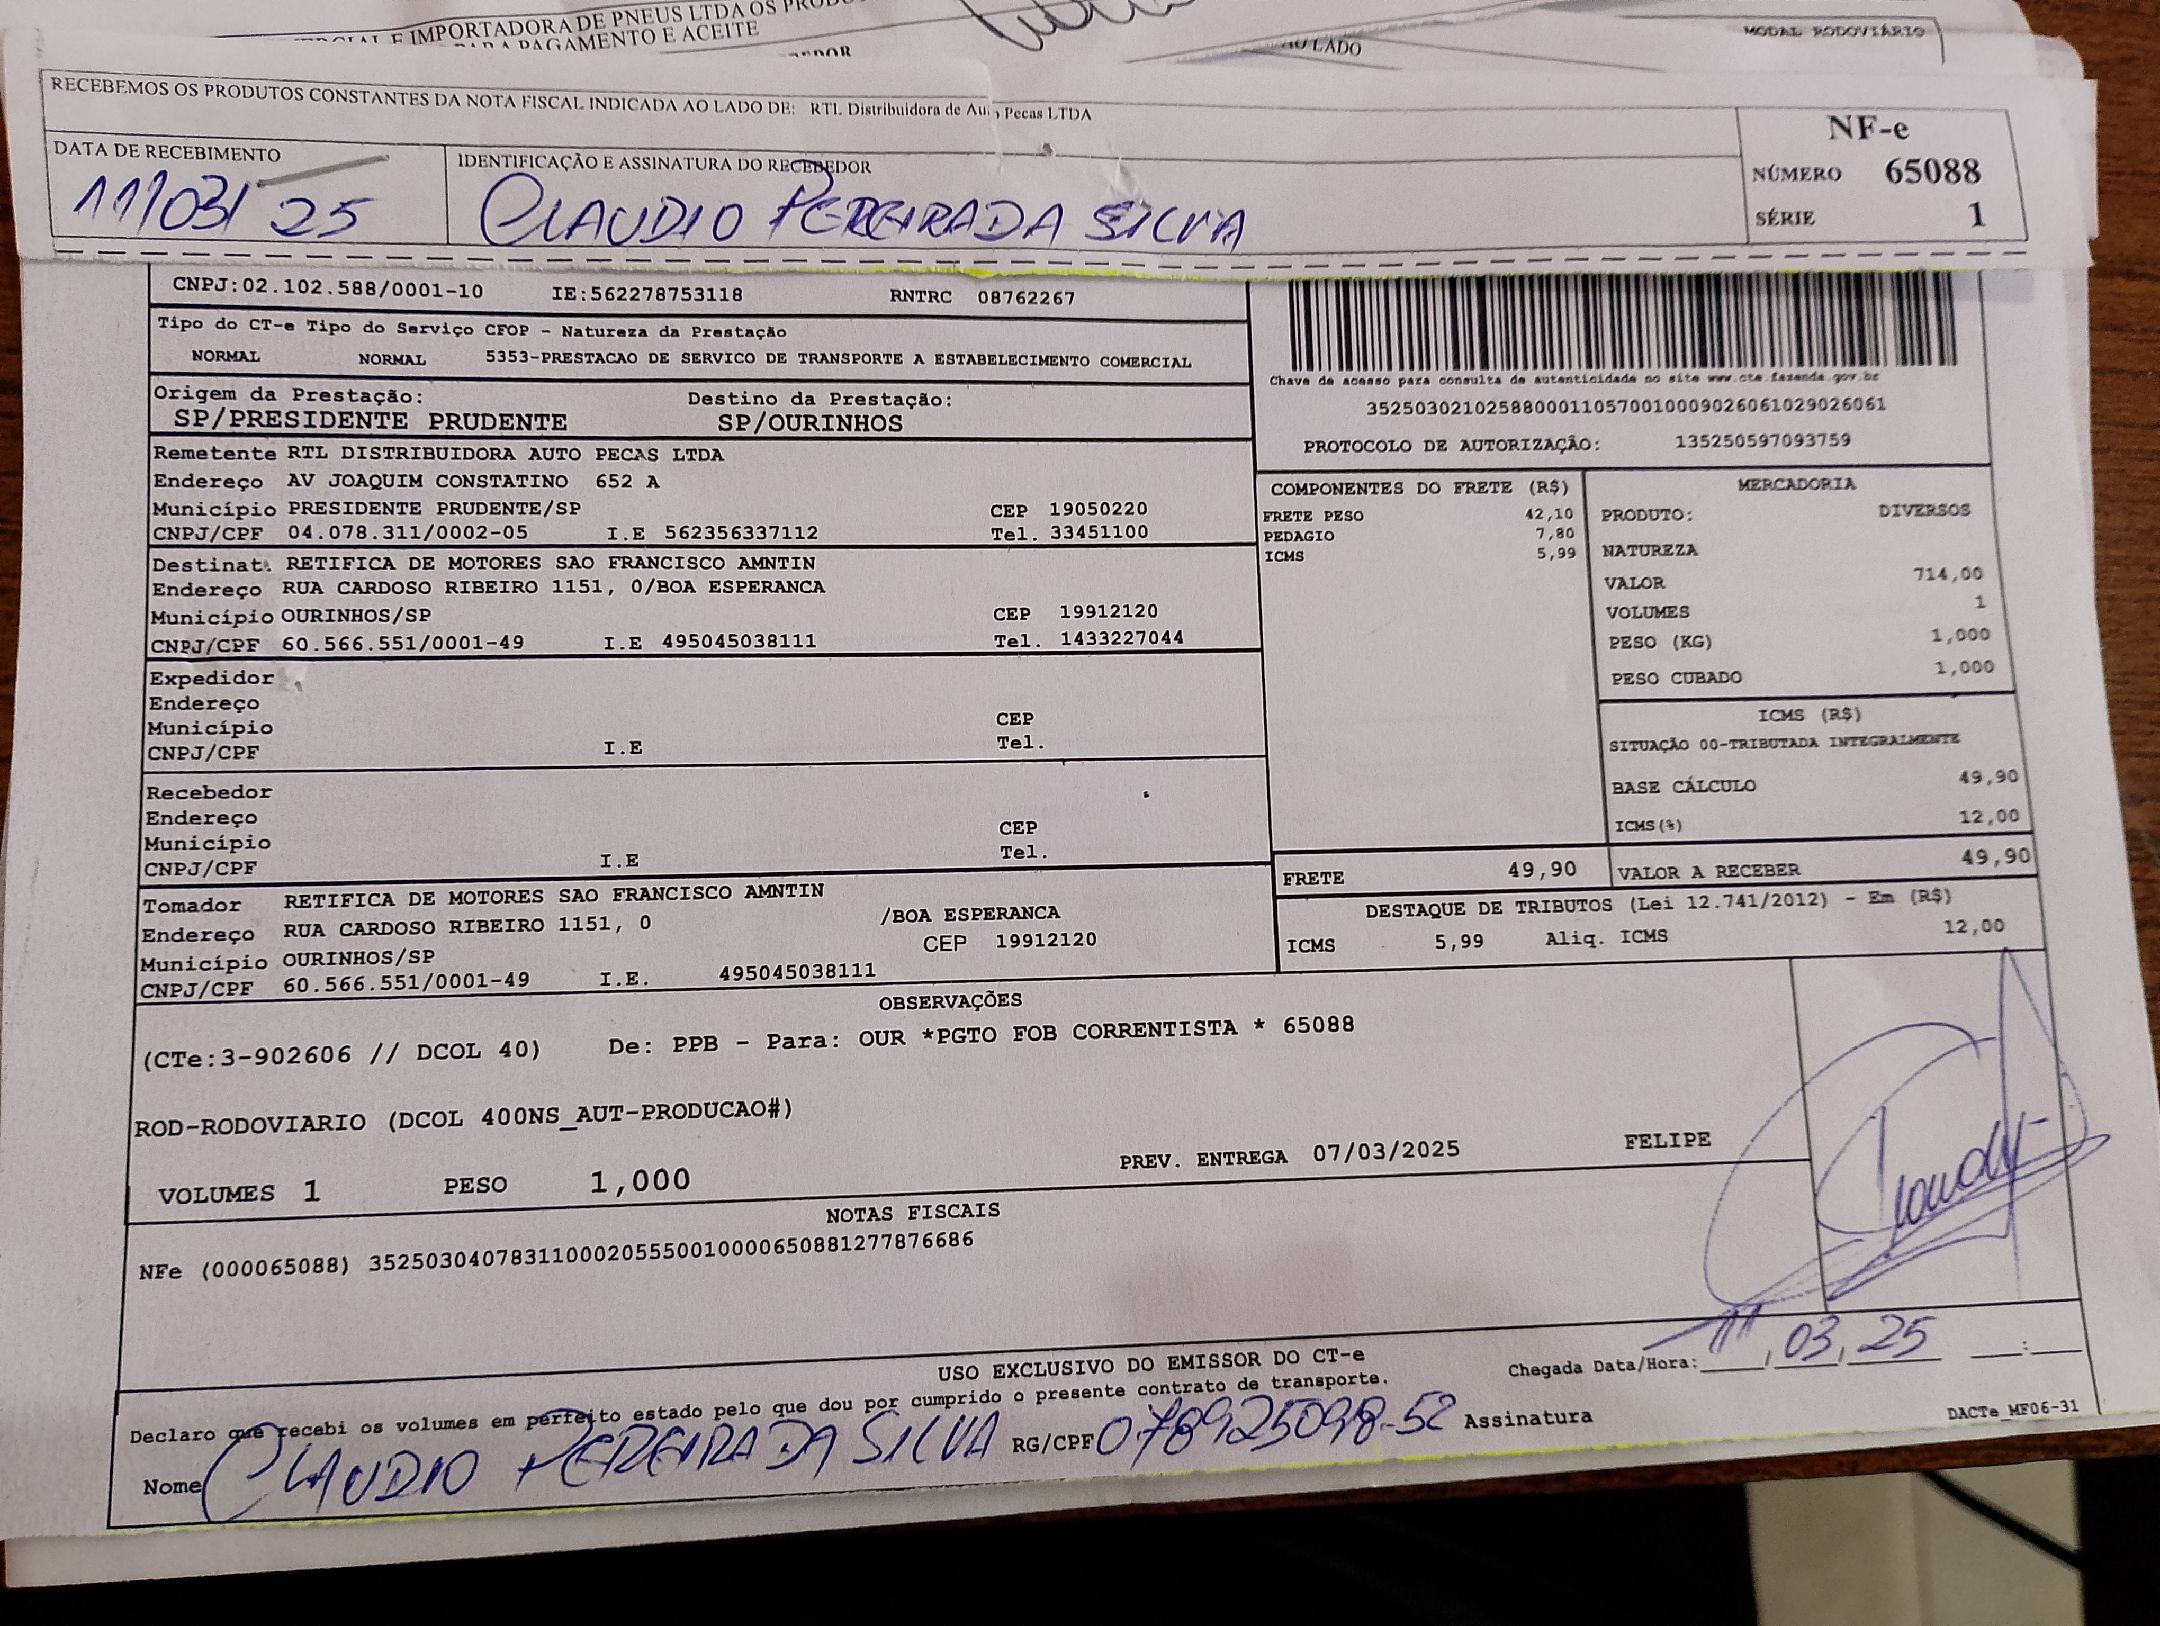 E IMPORTADORA DE PNEUS LTDA OS
PARA PAGAMENTO E ACEITE
AO LADO
MODAL RODOVIÁRIO
RECEBEMOS OS PRODUTOS CONSTANTES DA NOTA FISCAL INDICADA AO LADO DE: RTL Distribuidora de Au Pecas LTDA
NF-e
NÚMERO 65088
SÉRIE 1
DATA DE RECEBIMENTO
11/03/25
IDENTIFICAÇÃO E ASSINATURA DO RECEBEDOR
CLAUDIO PEREIRA DA SILVA
CNPJ:02.102.588/0001-10 IE:562278753118 RNTRC 08762267
Tipo do CT-e Tipo do Serviço CFOP - Natureza da Prestação
NORMAL NORMAL 5353-PRESTACAO DE SERVICO DE TRANSPORTE A ESTABELECIMENTO COMERCIAL
Origem da Prestação: Destino da Prestação:
SP/PRESIDENTE PRUDENTE SP/OURINHOS
Chave de acesso para consulta de autenticidade no site www.cte.fazenda.gov.br
35250302102588000110570010009026061029026061
PROTOCOLO DE AUTORIZAÇÃO: 135250597093759
Remetente RTL DISTRIBUIDORA AUTO PECAS LTDA
Endereço AV JOAQUIM CONSTATINO 652 A
Município PRESIDENTE PRUDENTE/SP CEP 19050220
CNPJ/CPF 04.078.311/0002-05 I.E 562356337112 Tel. 33451100
Destinat. RETIFICA DE MOTORES SAO FRANCISCO AMNTIN
Endereço RUA CARDOSO RIBEIRO 1151, 0/BOA ESPERANCA
Município OURINHOS/SP CEP 19912120
CNPJ/CPF 60.566.551/0001-49 I.E 495045038111 Tel. 1433227044
Expedidor
Endereço
Município CEP
CNPJ/CPF I.E Tel.
Recebedor
Endereço
Município CEP
CNPJ/CPF I.E Tel.
Tomador RETIFICA DE MOTORES SAO FRANCISCO AMNTIN
Endereço RUA CARDOSO RIBEIRO 1151, 0 /BOA ESPERANCA
Município OURINHOS/SP CEP 19912120
CNPJ/CPF 60.566.551/0001-49 I.E. 495045038111
COMPONENTES DO FRETE (R$)
FRETE PESO 42,10
PEDAGIO 7,80
ICMS 5,99
MERCADORIA
PRODUTO: DIVERSOS
NATUREZA
VALOR 714,00
VOLUMES 1
PESO (KG) 1,000
PESO CUBADO 1,000
ICMS (R$)
SITUAÇÃO 00-TRIBUTADA INTEGRALMENTE
BASE CÁLCULO 49,90
ICMS(%) 12,00
FRETE 49,90 VALOR A RECEBER 49,90
DESTAQUE DE TRIBUTOS (Lei 12.741/2012) - Em (R$)
ICMS 5,99 Aliq. ICMS 12,00
OBSERVAÇÕES
(CTe:3-902606 // DCOL 40) De: PPB - Para: OUR *PGTO FOB CORRENTISTA * 65088
ROD-RODOVIARIO (DCOL 400NS_AUT-PRODUCAO#)
VOLUMES 1 PESO 1,000 PREV. ENTREGA 07/03/2025 FELIPE
NOTAS FISCAIS
NFe (000065088) 35250304078311000205550010000650881277876686
USO EXCLUSIVO DO EMISSOR DO CT-e
Chegada Data/Hora: 11, 03, 25 :
Declaro que recebi os volumes em perfeito estado pelo que dou por cumprido o presente contrato de transporte.
Nome CLAUDIO PEREIRA DA SILVA RG/CPF 078925098-52 Assinatura
DACTe_MF06-31